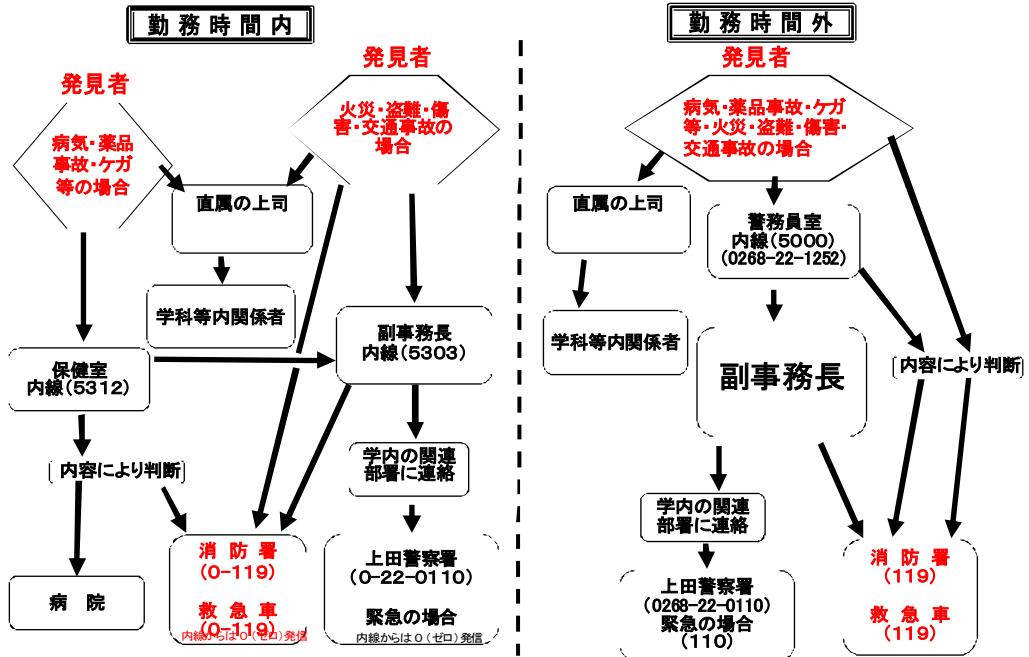 勤務時間内
発見者
病気・薬品
事故・ケガ
等の場合
発見者
火災・盗難・傷
害・交通事故の
場合
直属の上司
学科等内関係者
副事務長
内線(5303)
保健室
内線(5312)
内容により判断
学内の関連
部署に連絡
病 院
消 防 署
(0-119)
救 急 車
(0-119)
内線からは0(ゼロ)発信
上田警察署
(0-22-0110)
緊急の場合
内線からは0(ゼロ)発信
勤務時間外
発見者
病気・薬品事故・ケガ
等・火災・盗難・傷害・
交通事故の場合
直属の上司
学科等内関係者
警務員室
内線(5000)
(0268-22-1252)
副事務長
内容により判断
学内の関連
部署に連絡
上田警察署
(0268-22-0110)
緊急の場合
(110)
消 防 署
(119)
救 急 車
(119)